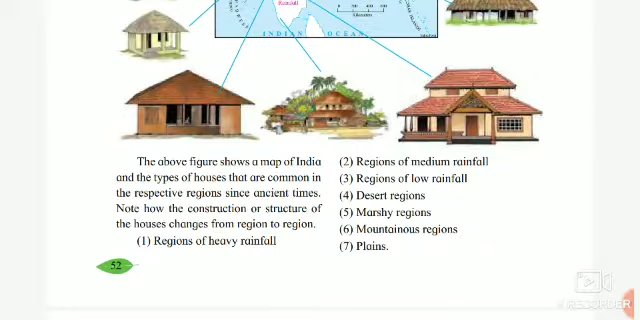 Rainfall
INDIAN OCEAN
Kilometers
The above figure shows a map of India
and the types of houses that are common in
the respective regions since ancient times.
Note how the construction or structure of
the houses changes from region to region.
(1) Regions of heavy rainfall
(2) Regions of medium rainfall
(3) Regions of low rainfall
(4) Desert regions
(5) Marshy regions
(6) Mountainous regions
(7) Plains.
52
RECORDER